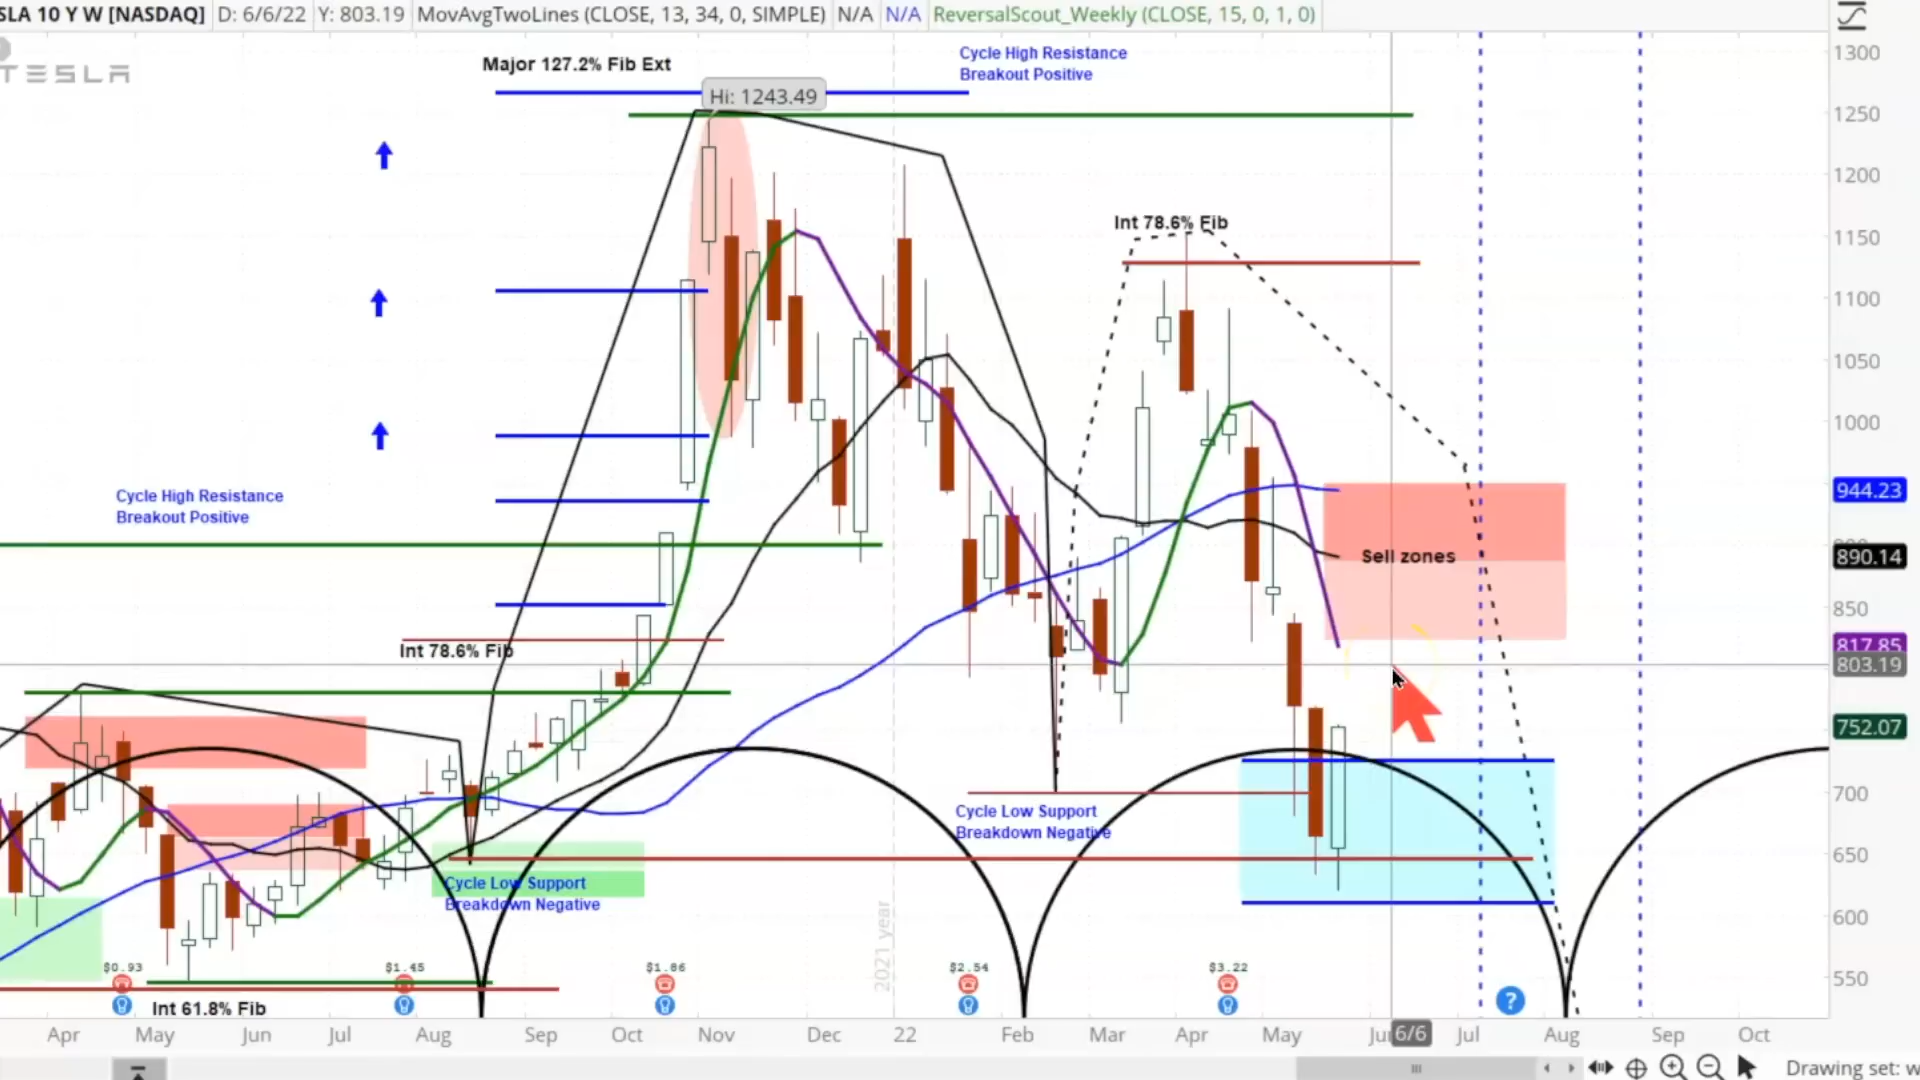 SLA 10 Y W [NASDAQ] D: 6/6/22 Y: 803.19 MovAvgTwoLines (CLOSE, 13, 34, 0, SIMPLE) N/A N/A ReversalScout_Weekly (CLOSE, 15, 0, 1, 0)
TESLA
Major 127.2% Fib Ext
Cycle High Resistance
Breakout Positive
Hi: 1243.49
Int 78.6% Fib
Cycle High Resistance
Breakout Positive
Sell zones
Int 78.6% Fib
Cycle Low Support
Breakdown Negative
Cycle Low Support
Breakdown Negative
2021 year
$0.93 $1.45 $1.86 $2.54 $3.22
?
Int 61.8% Fib
1300
1250
1200
1150
1100
1050
1000
944.23
890.14
850
817.85
803.19
752.07
700
650
600
550
Apr May Jun Jul Aug Sep Oct Nov Dec 22 Feb Mar Apr May Ju 6/6 Jul Aug Sep Oct
Drawing set: w